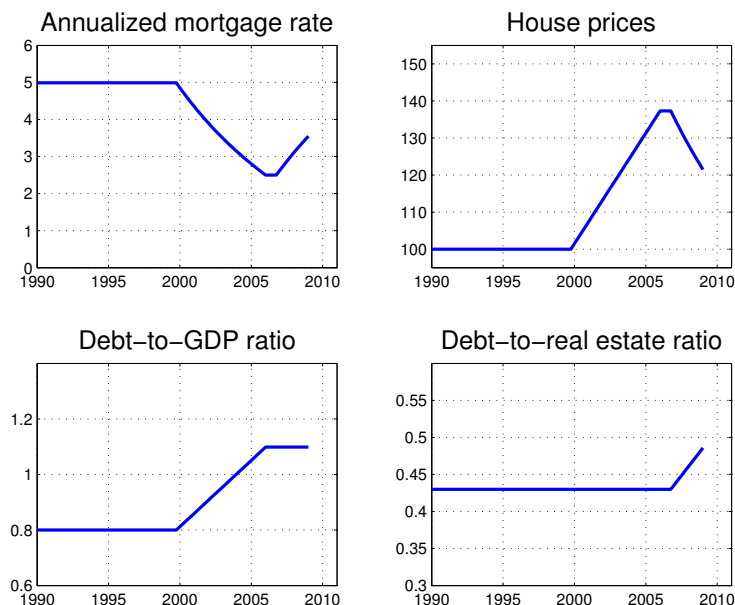 Annualized mortgage rate
6
5
4
3
2
1
0
1990 1995 2000 2005 2010
House prices
150
140
130
120
110
100
1990 1995 2000 2005 2010
Debt−to−GDP ratio
1.2
1
0.8
0.6
1990 1995 2000 2005 2010
Debt−to−real estate ratio
0.55
0.5
0.45
0.4
0.35
0.3
1990 1995 2000 2005 2010